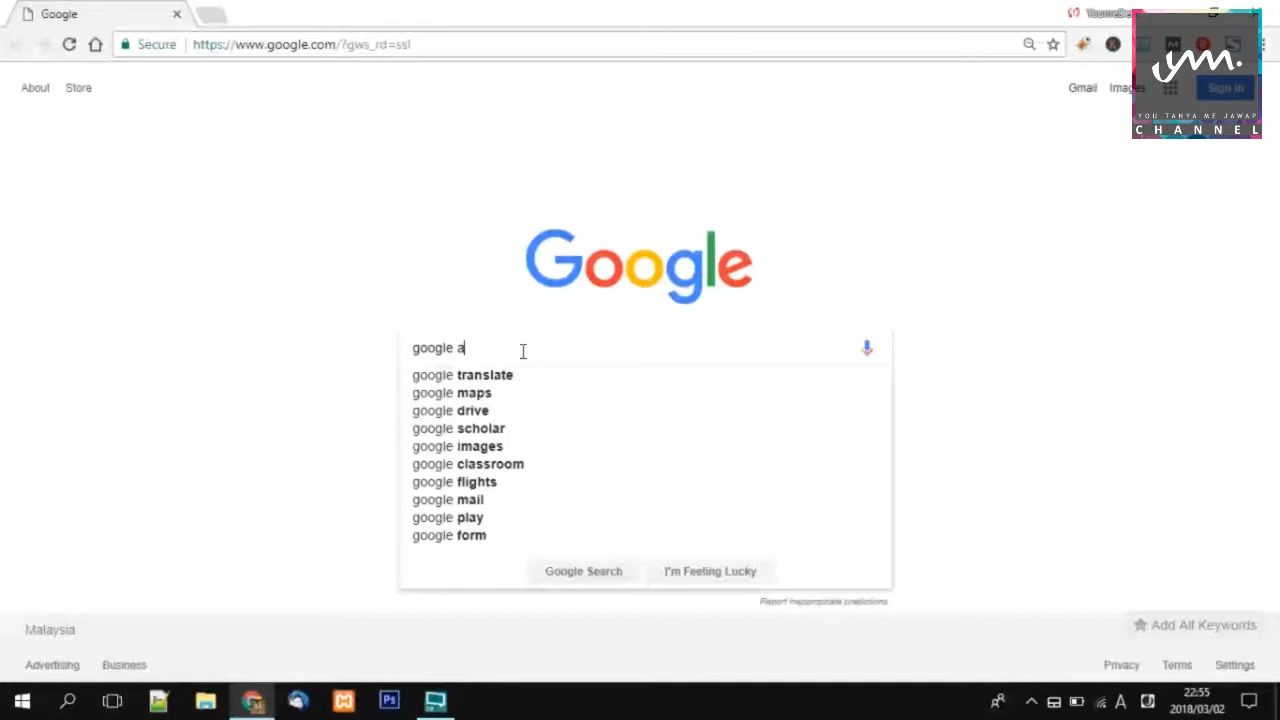 Google
Secure
https://www.google.com/?gws_rd=ssl
jym.
YOU TANYA ME JAWAP
CHANNEL
About
Store
Gmail
Images
Sign in
Google
google a
google translate
google maps
google drive
google scholar
google images
google classroom
google flights
google mail
google play
google form
Google Search
I'm Feeling Lucky
Report inappropriate predictions
Malaysia
Add All Keywords
Advertising
Business
Privacy
Terms
Settings
Ps
A
22:55
2018/03/02